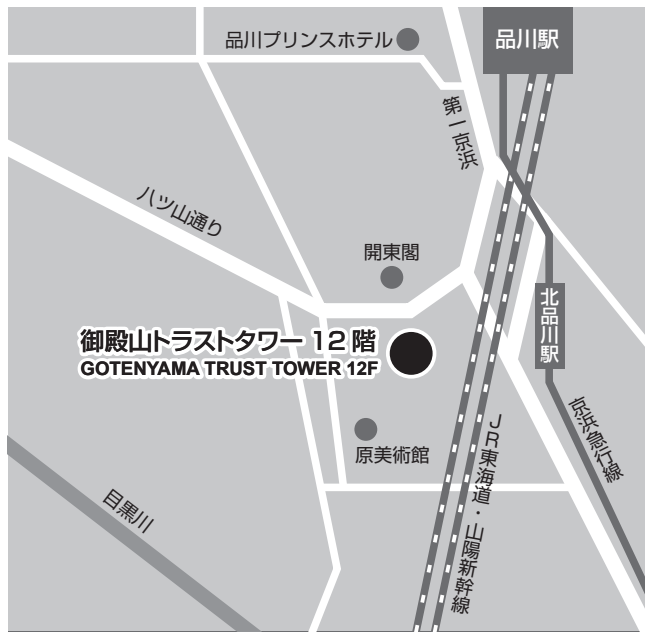 品川プリンスホテル
品川駅
第一京浜
八ツ山通り
開東閣
北品川駅
御殿山トラストタワー 12 階
GOTENYAMA TRUST TOWER 12F
京浜急行線
原美術館
JR東海道・山陽新幹線
目黒川